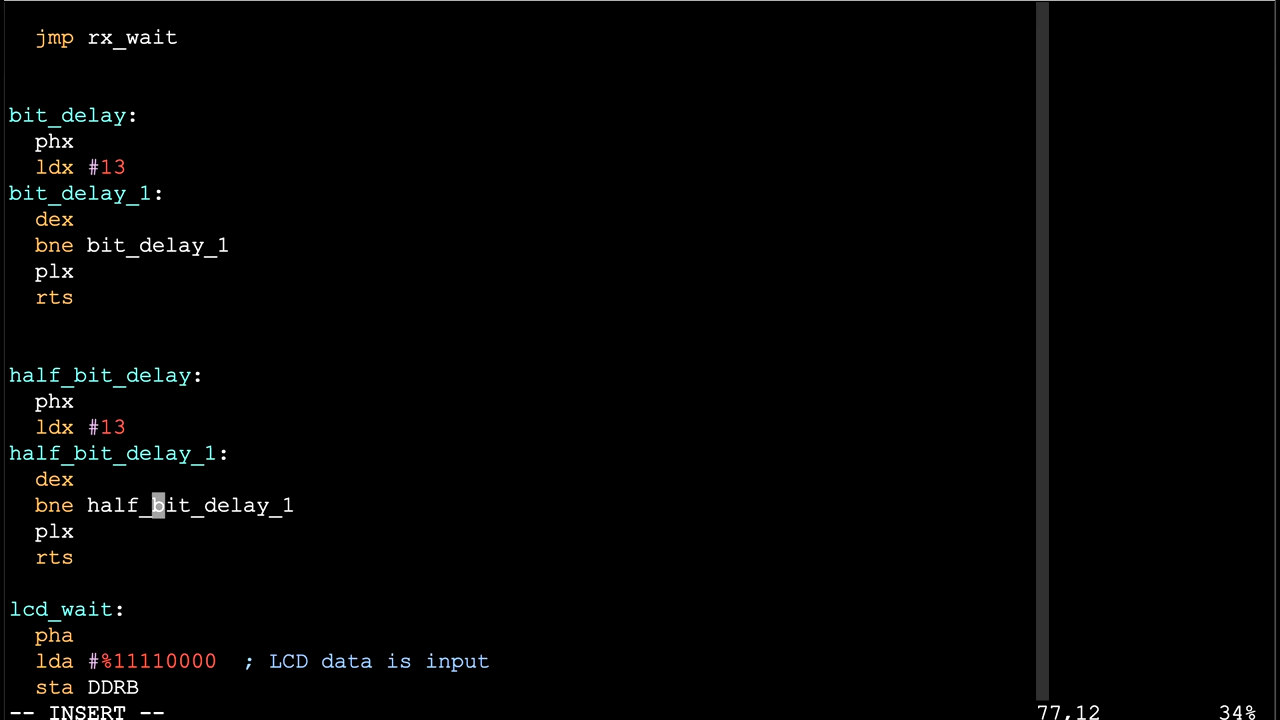 jmp rx_wait
bit_delay:
phx
ldx #13
bit_delay_1:
dex
bne bit_delay_1
plx
rts
half_bit_delay:
phx
ldx #13
half_bit_delay_1:
dex
bne half_bit_delay_1
plx
rts
lcd_wait:
pha
lda #%11110000  ; LCD data is input
sta DDRB
-- INSERT -- 77,12 34%